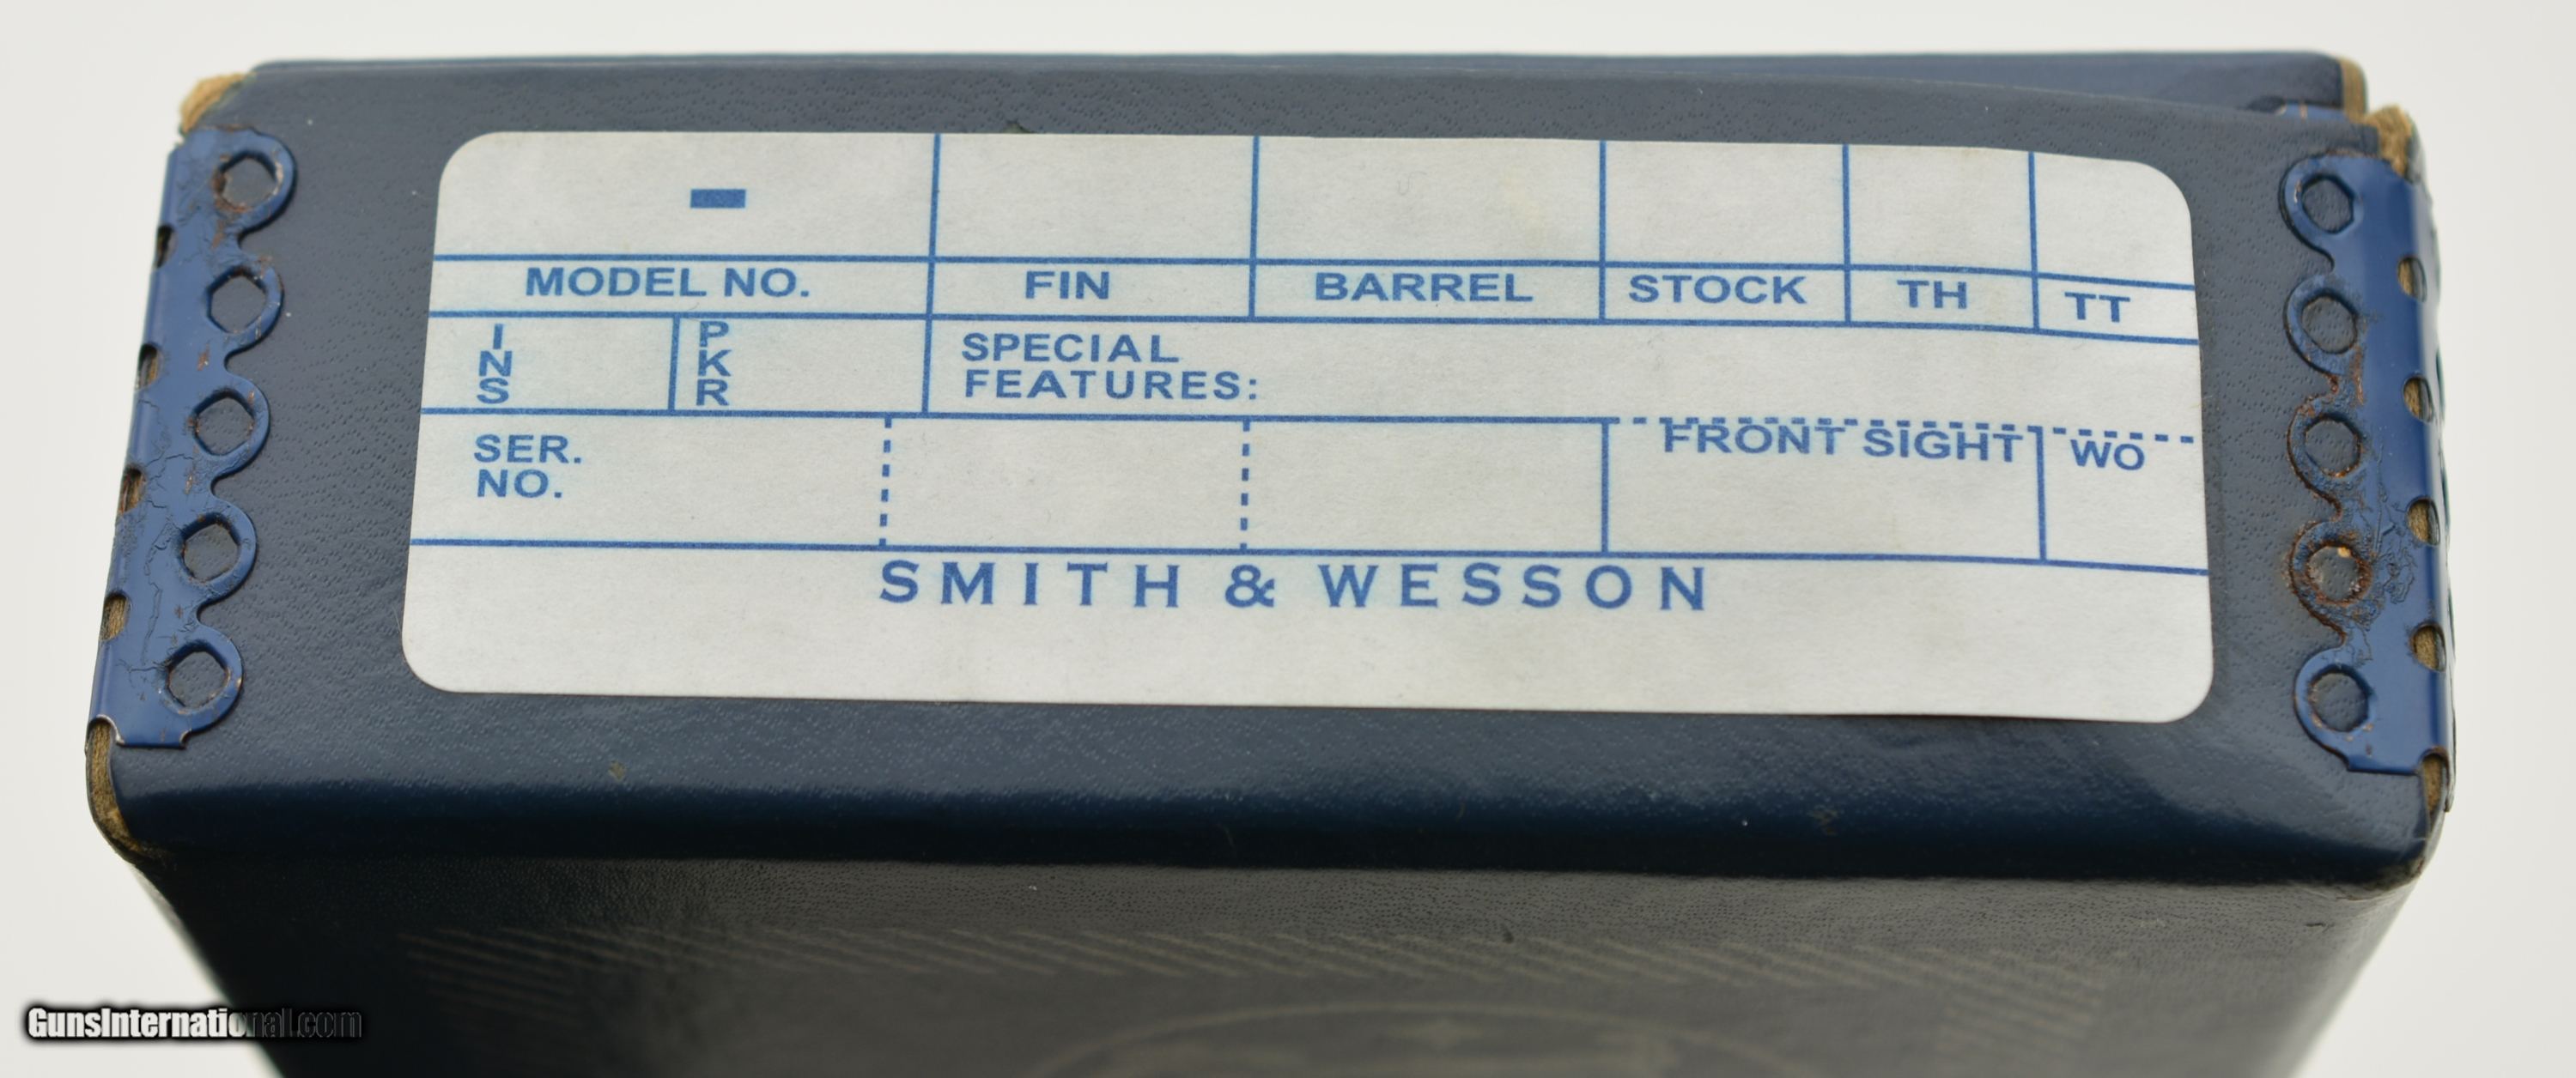 -
MODEL NO. FIN BARREL STOCK TH TT
INS PKR SPECIAL
FEATURES:
SER.
NO.
FRONT SIGHT WO
SMITH & WESSON
GunsInternational.com